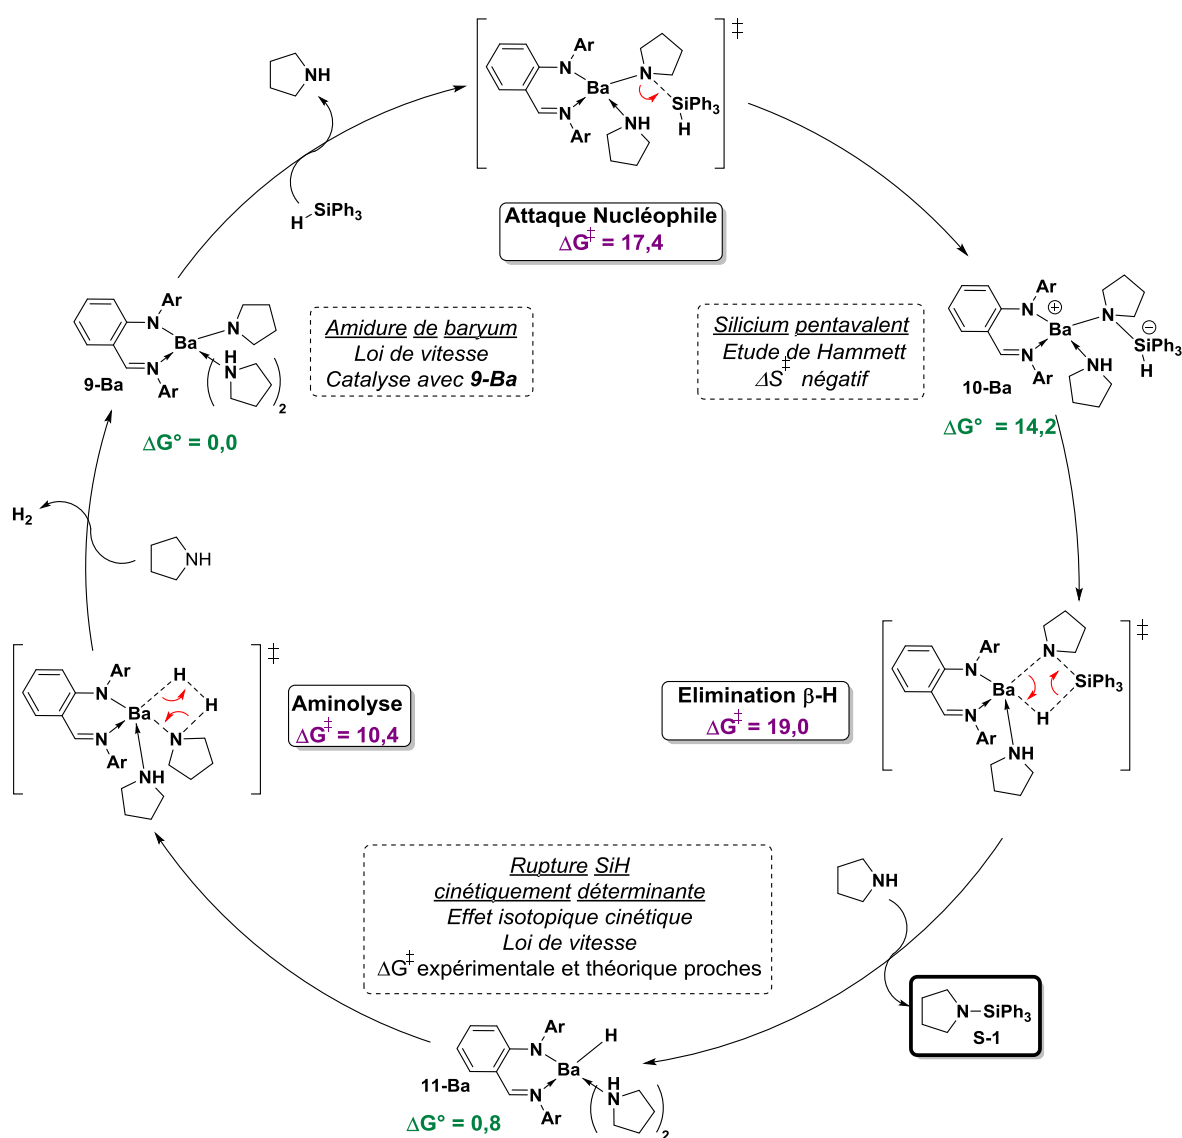 Ar
N
Ba
N
Ar
N
SiPh3
H
NH
‡
NH
H
SiPh3
Attaque Nucléophile
ΔG‡ = 17,4
Ar
N
Ba
N
Ar
N
H
N
2
9-Ba
ΔG° = 0,0
Amidure de baryum
Loi de vitesse
Catalyse avec 9-Ba
Silicium pentavalent
Etude de Hammett
ΔS‡ négatif
Ar
N
⊕
Ba
N
Ar
N
⊖
SiPh3
H
NH
10-Ba
ΔG° = 14,2
H2
NH
Ar
N
Ba
N
Ar
H
H
N
NH
‡
Aminolyse
ΔG‡ = 10,4
Elimination β-H
ΔG‡ = 19,0
Ar
N
Ba
N
Ar
N
SiPh3
H
NH
‡
Rupture SiH
cinétiquement déterminante
Effet isotopique cinétique
Loi de vitesse
ΔG‡ expérimentale et théorique proches
NH
N
SiPh3
S-1
Ar
N
H
Ba
N
Ar
H
N
2
11-Ba
ΔG° = 0,8